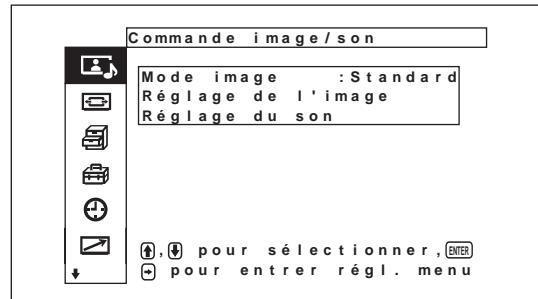 Commande image/son
Mode image :Standard
Réglage de l'image
Réglage du son
, pour sélectionner, ENTER
pour entrer régl. menu